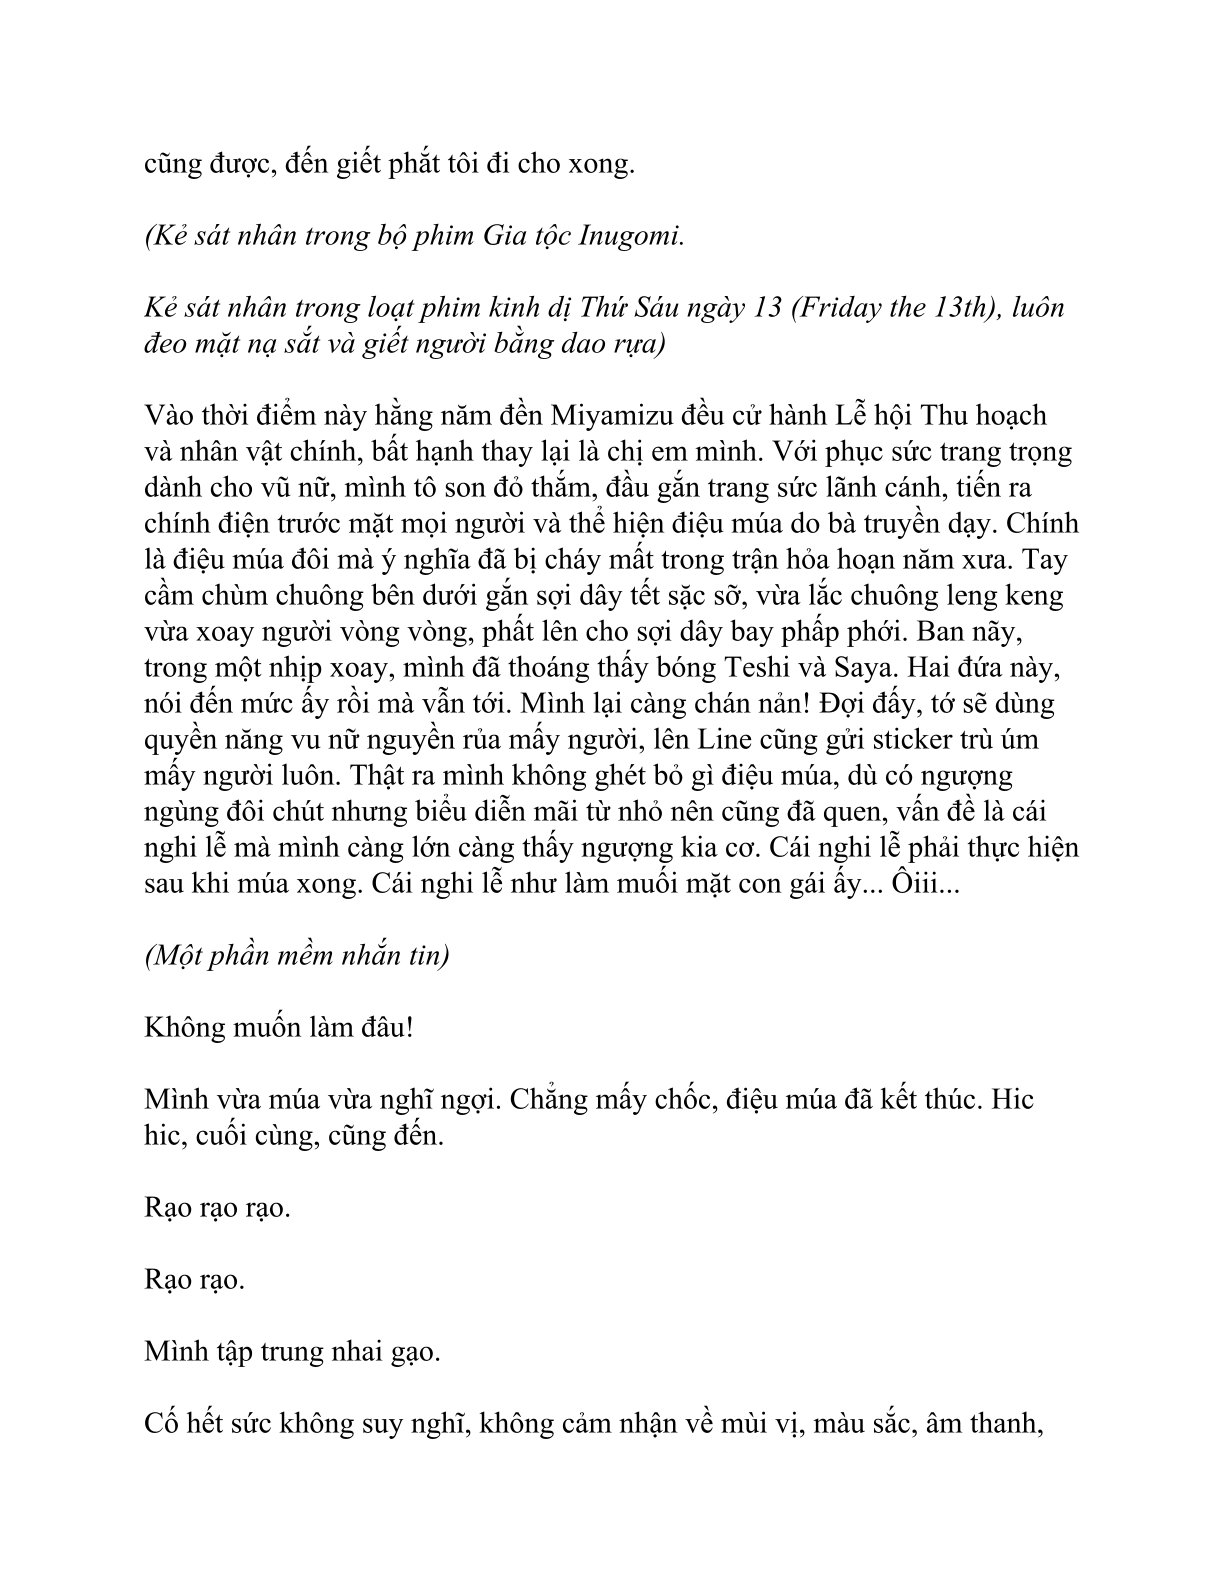 cũng được, đến giết phắt tôi đi cho xong.
(Kẻ sát nhân trong bộ phim Gia tộc Inugomi.
Kẻ sát nhân trong loạt phim kinh dị Thứ Sáu ngày 13 (Friday the 13th), luôn
đeo mặt nạ sắt và giết người bằng dao rựa)
Vào thời điểm này hằng năm đền Miyamizu đều cử hành Lễ hội Thu hoạch
và nhân vật chính, bất hạnh thay lại là chị em mình. Với phục sức trang trọng
dành cho vũ nữ, mình tô son đỏ thắm, đầu gắn trang sức lãnh cánh, tiến ra
chính điện trước mặt mọi người và thể hiện điệu múa do bà truyền dạy. Chính
là điệu múa đôi mà ý nghĩa đã bị cháy mất trong trận hỏa hoạn năm xưa. Tay
cầm chùm chuông bên dưới gắn sợi dây tết sặc sỡ, vừa lắc chuông leng keng
vừa xoay người vòng vòng, phất lên cho sợi dây bay phấp phới. Ban nãy,
trong một nhịp xoay, mình đã thoáng thấy bóng Teshi và Saya. Hai đứa này,
nói đến mức ấy rồi mà vẫn tới. Mình lại càng chán nản! Đợi đấy, tớ sẽ dùng
quyền năng vu nữ nguyền rủa mấy người, lên Line cũng gửi sticker trù úm
mấy người luôn. Thật ra mình không ghét bỏ gì điệu múa, dù có ngượng
ngùng đôi chút nhưng biểu diễn mãi từ nhỏ nên cũng đã quen, vấn đề là cái
nghi lễ mà mình càng lớn càng thấy ngượng kia cơ. Cái nghi lễ phải thực hiện
sau khi múa xong. Cái nghi lễ như làm muối mặt con gái ấy... Ôiii...
(Một phần mềm nhắn tin)
Không muốn làm đâu!
Mình vừa múa vừa nghĩ ngợi. Chẳng mấy chốc, điệu múa đã kết thúc. Hic
hic, cuối cùng, cũng đến.
Rạo rạo rạo.
Rạo rạo.
Mình tập trung nhai gạo.
Cố hết sức không suy nghĩ, không cảm nhận về mùi vị, màu sắc, âm thanh,